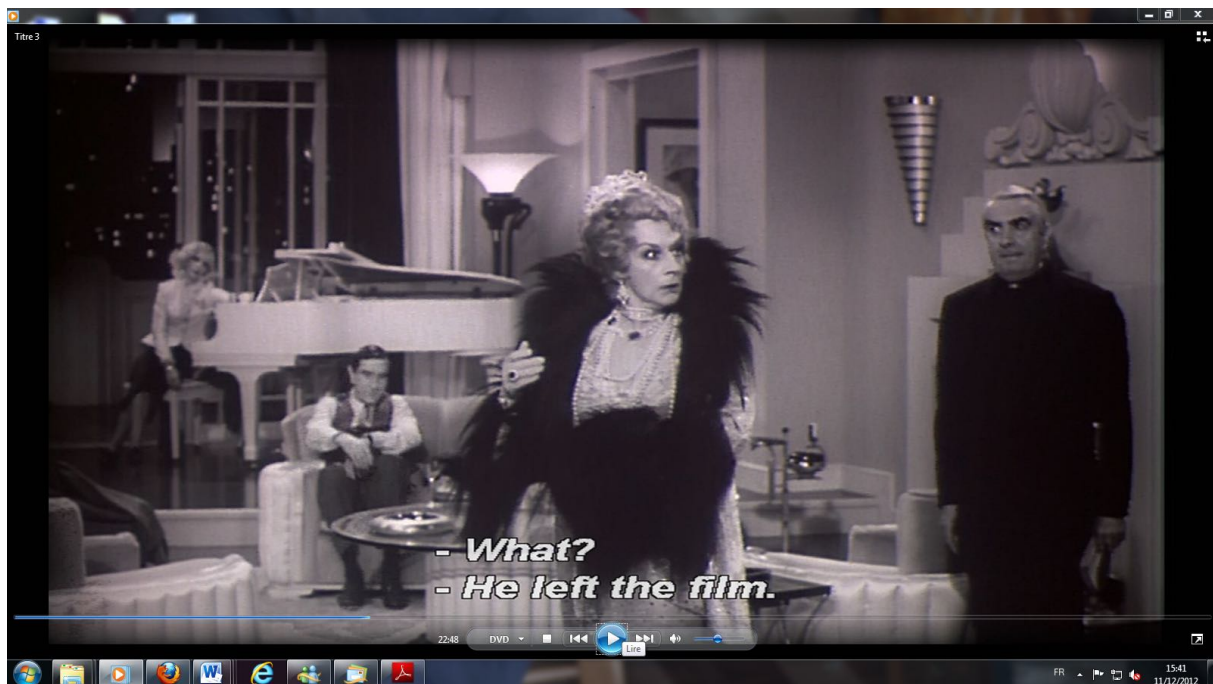 Titre 3
- What?
- He left the film.
22:48 DVD
Lire
FR 15:41
11/12/2012